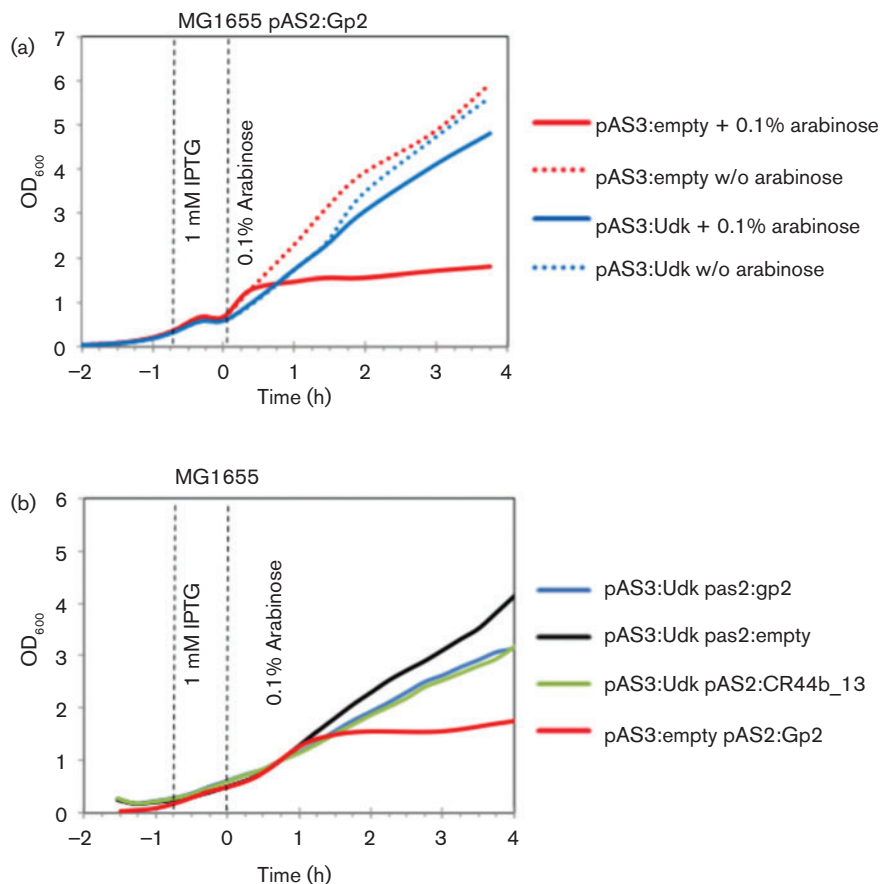 MG1655 pAS2:Gp2
(a)
7
6
5
4
3
2
1
0
OD600
1 mM IPTG
0.1% Arabinose
−2 −1 0 1 2 3 4
Time (h)
pAS3:empty + 0.1% arabinose
pAS3:empty w/o arabinose
pAS3:Udk + 0.1% arabinose
pAS3:Udk w/o arabinose
MG1655
(b)
6
5
4
3
2
1
0
OD600
1 mM IPTG
0.1% Arabinose
−2 −1 0 1 2 3 4
Time (h)
pAS3:Udk pas2:gp2
pAS3:Udk pas2:empty
pAS3:Udk pAS2:CR44b_13
pAS3:empty pAS2:Gp2